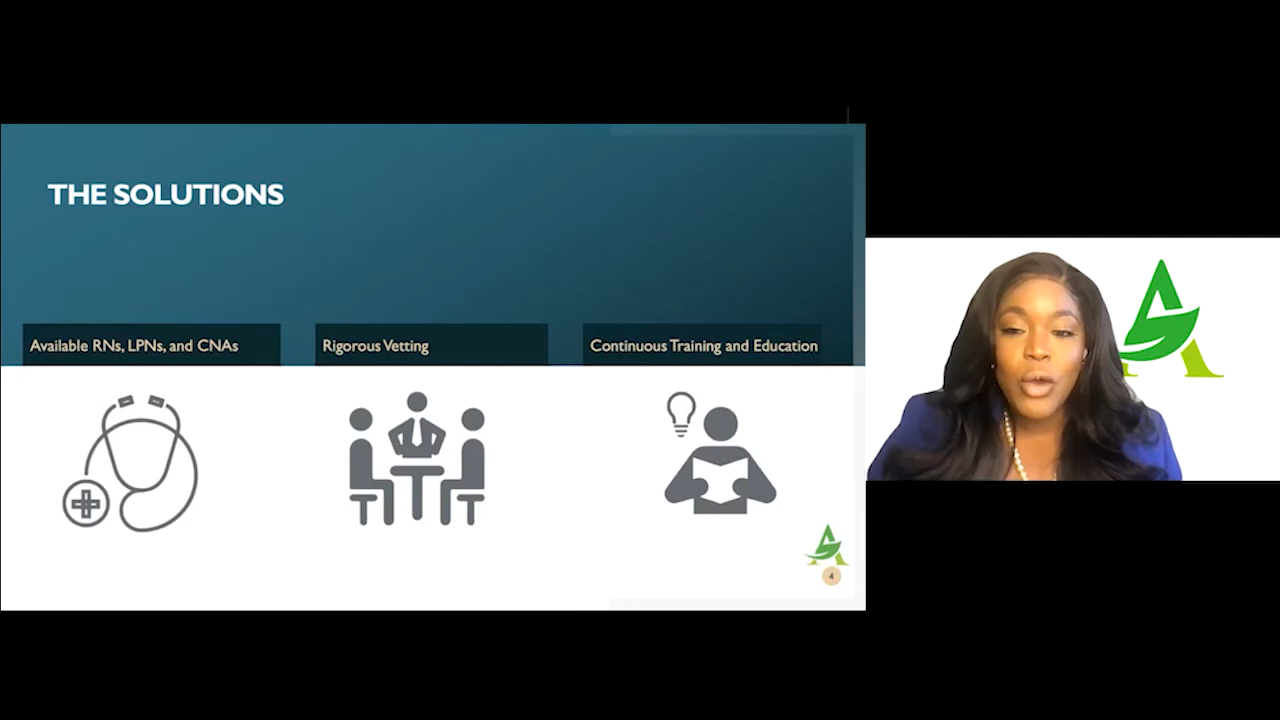 THE SOLUTIONS
Available RNs, LPNs, and CNAs
Rigorous Vetting
Continuous Training and Education
4